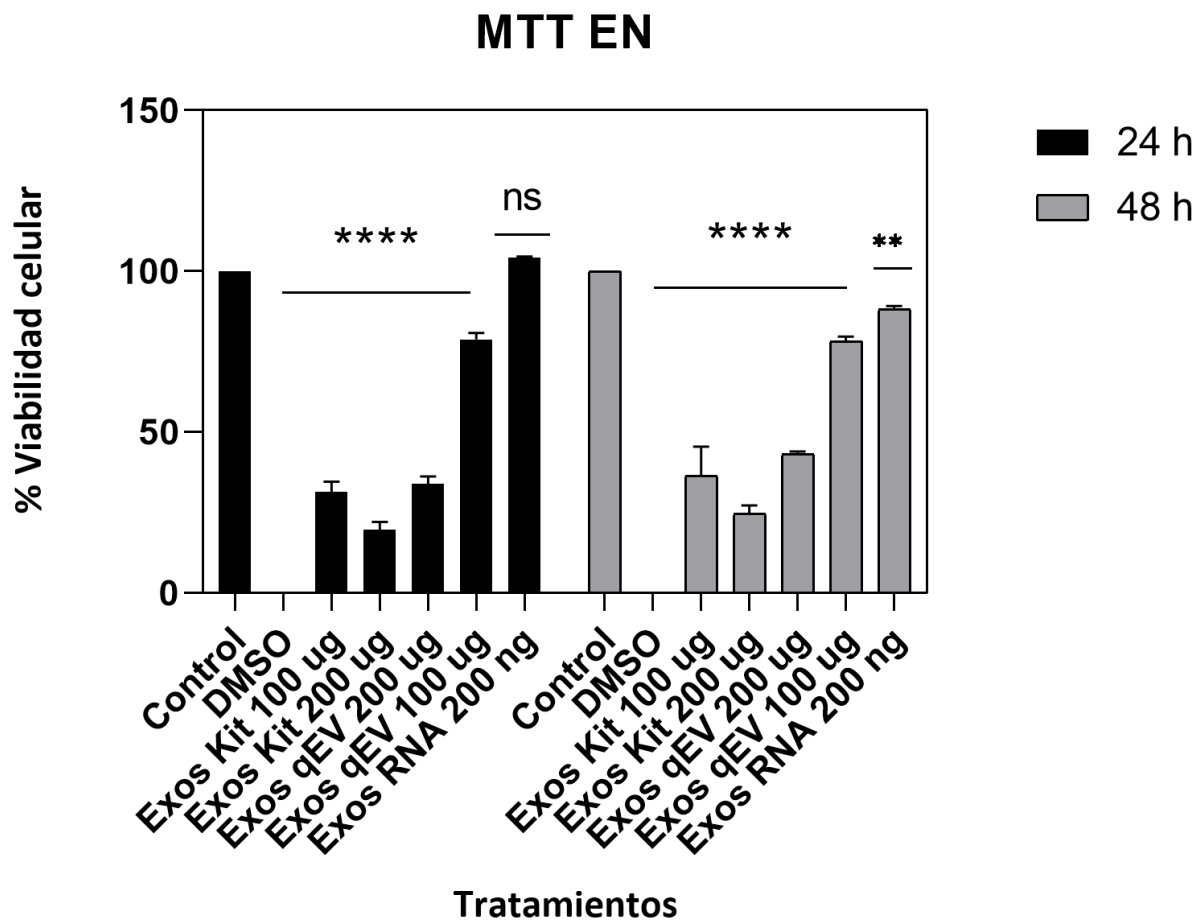 MTT EN
% Viabilidad celular
150
100
50
0
****
ns
****
**
24 h
48 h
Control
DMSO
Exos Kit 100 ug
Exos Kit 200 ug
Exos qEV 200 ug
Exos qEV 100 ug
Exos RNA 200 ng
Control
DMSO
Exos Kit 100 ug
Exos Kit 200 ug
Exos qEV 200 ug
Exos qEV 100 ug
Exos RNA 200 ng
Tratamientos